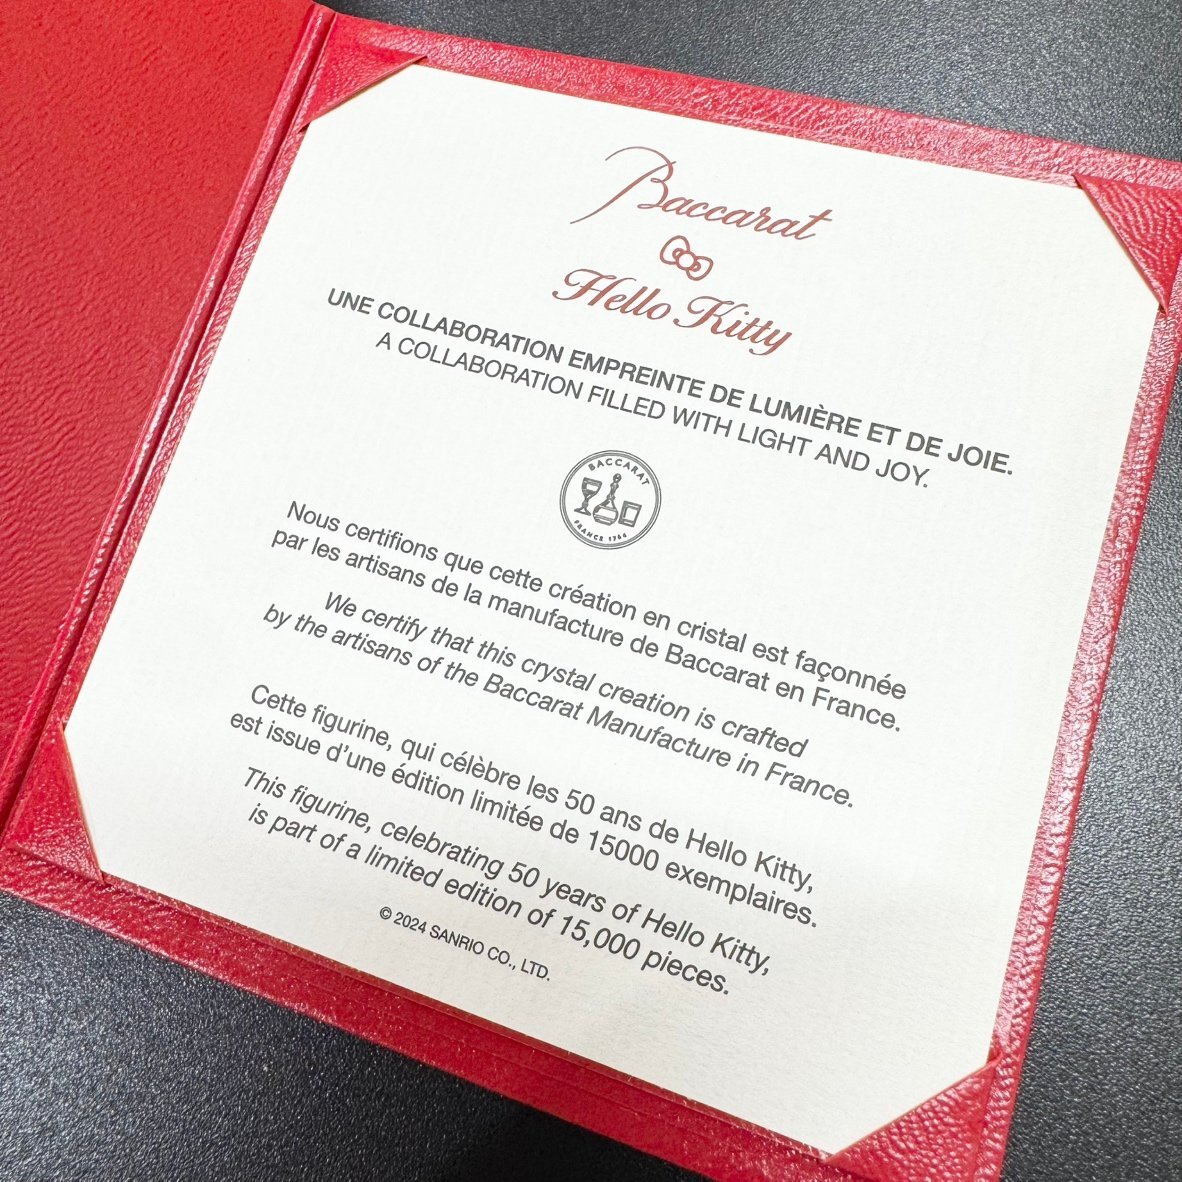 Baccarat
Hello Kitty
UNE COLLABORATION EMPREINTE DE LUMIÈRE ET DE JOIE.
A COLLABORATION FILLED WITH LIGHT AND JOY.
BACCARAT
FRANCE 1764
Nous certifions que cette création en cristal est façonnée
par les artisans de la manufacture de Baccarat en France.
We certify that this crystal creation is crafted
by the artisans of the Baccarat Manufacture in France.
Cette figurine, qui célèbre les 50 ans de Hello Kitty,
est issue d'une édition limitée de 15000 exemplaires.
This figurine, celebrating 50 years of Hello Kitty,
is part of a limited edition of 15,000 pieces.
© 2024 SANRIO CO., LTD.